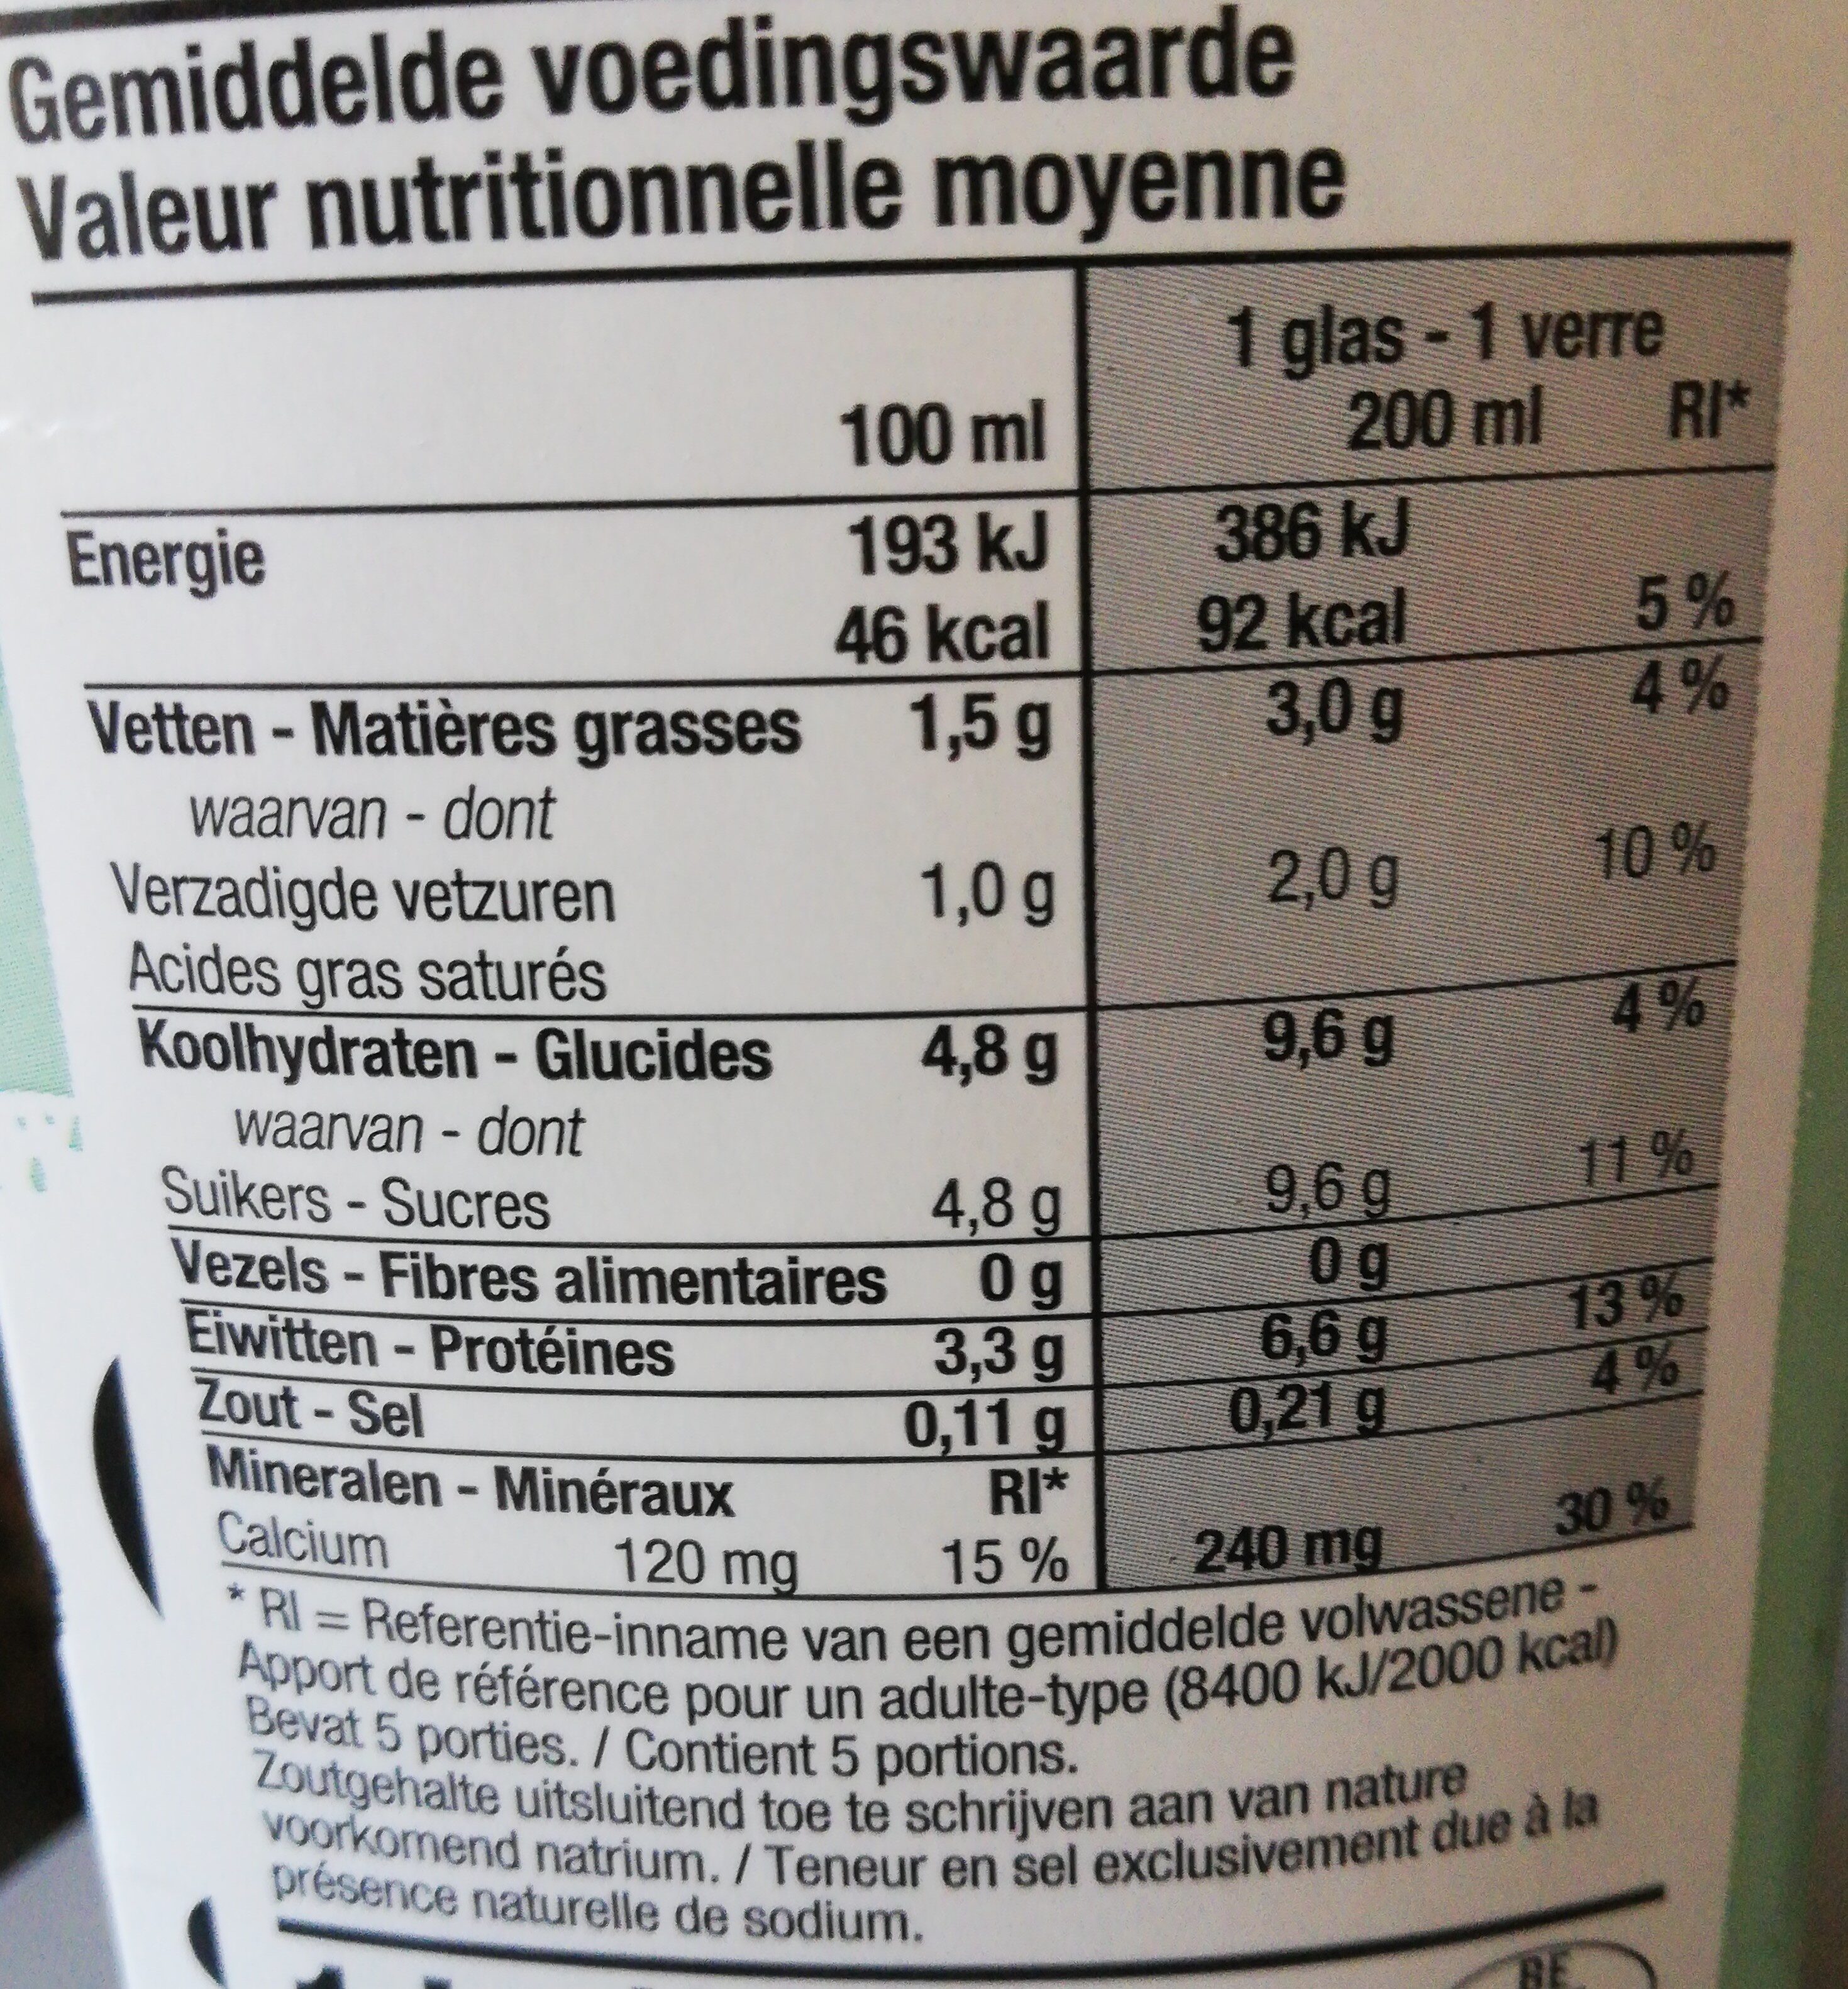 Gemiddelde voedingswaarde
Valeur nutritionnelle moyenne
1 glas - 1 verre
100 ml 200 ml RI*
Energie 193 kJ 386 kJ
46 kcal 92 kcal 5 %
Vetten - Matières grasses 1,5 g 3,0 g 4 %
waarvan - dont
Verzadigde vetzuren 1,0 g 2,0 g 10 %
Acides gras saturés
Koolhydraten - Glucides 4,8 g 9,6 g 4 %
waarvan - dont
Suikers - Sucres 4,8 g 9,6 g 11 %
Vezels - Fibres alimentaires 0 g 0 g
Eiwitten - Protéines 3,3 g 6,6 g 13 %
Zout - Sel 0,11 g 0,21 g 4 %
Mineralen - Minéraux RI*
Calcium 120 mg 15 % 240 mg 30 %
* RI = Referentie-inname van een gemiddelde volwassene -
Apport de référence pour un adulte-type (8400 kJ/2000 kcal)
Bevat 5 porties. / Contient 5 portions.
Zoutgehalte uitsluitend toe te schrijven aan van nature
voorkomend natrium. / Teneur en sel exclusivement due à la
présence naturelle de sodium.
BE